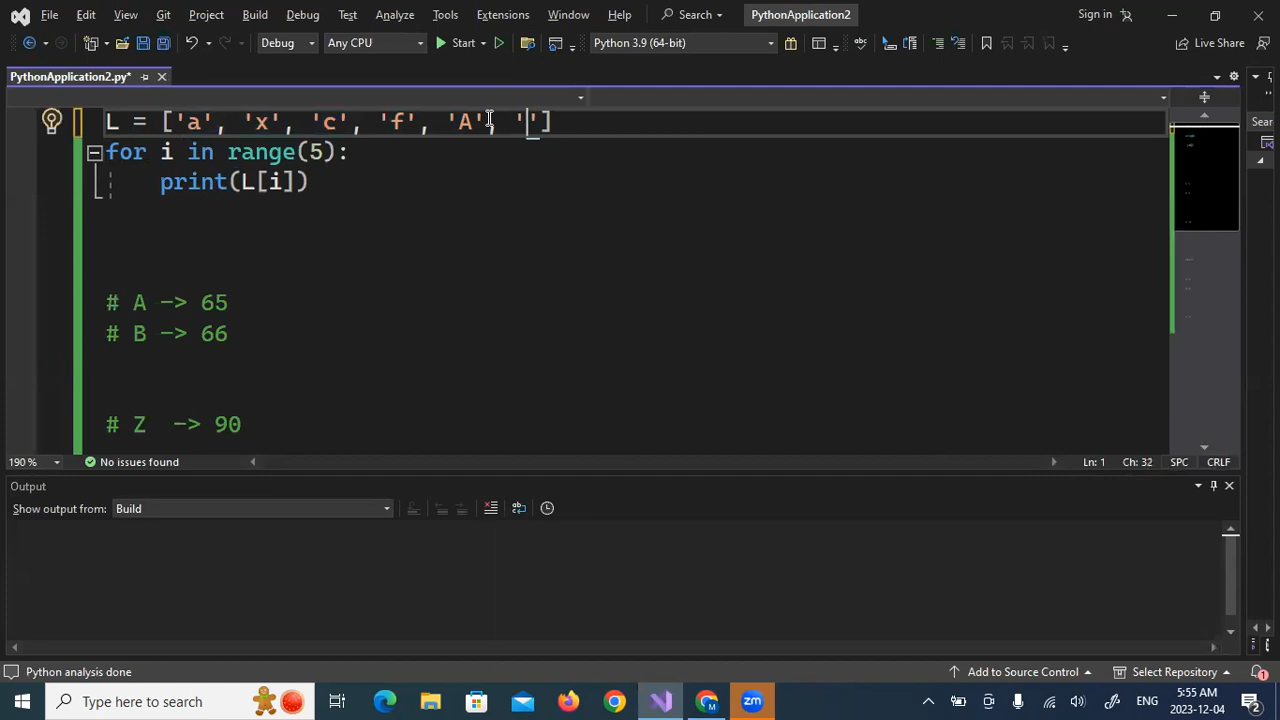 File Edit View Git Project Build Debug Test Analyze Tools Extensions Window Help Search PythonApplication2 Sign in
Debug Any CPU Start Python 3.9 (64-bit) Live Share
PythonApplication2.py*
L = ['a', 'x', 'c', 'f', 'A', '']
for i in range(5):
print(L[i])
# A -> 65
# B -> 66
# Z -> 90
190 % No issues found Ln: 1 Ch: 32 SPC CRLF
Output
Show output from: Build
Python analysis done Add to Source Control Select Repository 1
Type here to search zm ENG 5:55 AM
2023-12-04 2